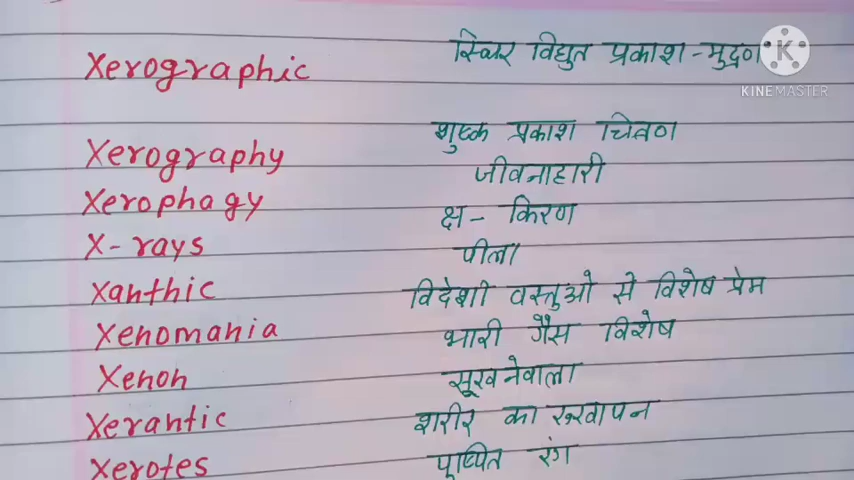 Xerographic स्थिर विद्युत प्रकाश-मुद्रण
K
KINEMASTER
Xerography शुष्क प्रकाश चित्रण
Xerophagy जीवनाहारी
X-rays क्ष-किरण
Xanthic पीला
Xenomania विदेशी वस्तुओ से विशेष प्रेम
Xenon भारी गैस विशेष
Xerantic सूखनेवाला
Xerotes शरीर का रूखापन
पुष्पित रंग